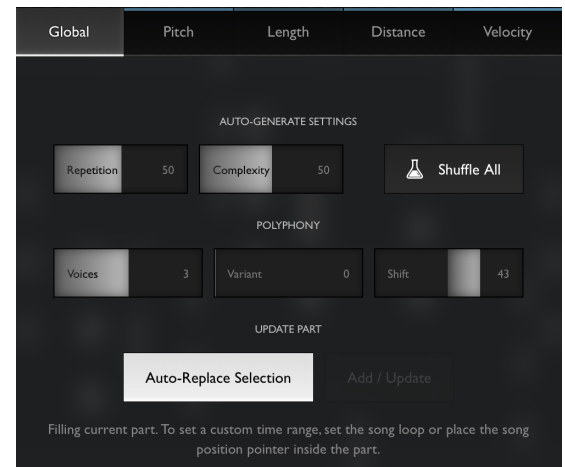 Global Pitch Length Distance Velocity
AUTO-GENERATE SETTINGS
Repetition 50 Complexity 50 Shuffle All
POLYPHONY
Voices 3 Variant 0 Shift 43
UPDATE PART
Auto-Replace Selection Add / Update
Filling current part. To set a custom time range, set the song loop or place the song
position pointer inside the part.